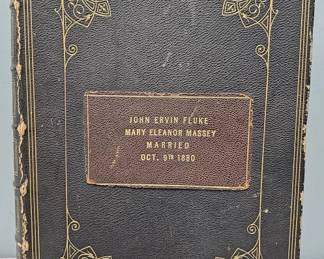 JOHN ERVIN FLUKE
MARY ELEANOR MASSEY
MARRIED
OCT. 9TH 1880